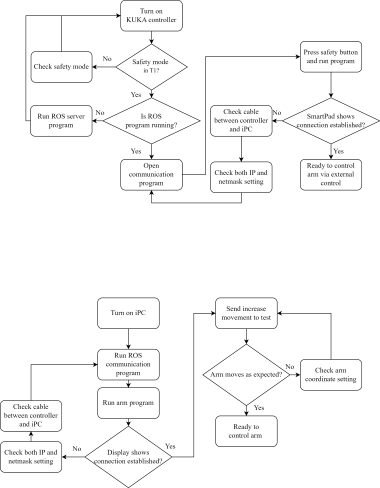 Turn on
KUKA controller
Safety mode
in T1?
No
Check safety mode
Yes
Is ROS
program running?
No
Run ROS server
program
Yes
Open
communication
program
Press safety button
and run program
SmartPad shows
connection established?
No
Check cable
between controller
and iPC
Check both IP and
netmask setting
Yes
Ready to control
arm via external
control
Turn on iPC
Run ROS
communication
program
Run arm program
Display shows
connection established?
No
Check both IP and
netmask setting
Check cable
between controller
and iPC
Yes
Send increase
movement to test
Arm moves as expected?
No
Check arm
coordinate setting
Yes
Ready to
control arm